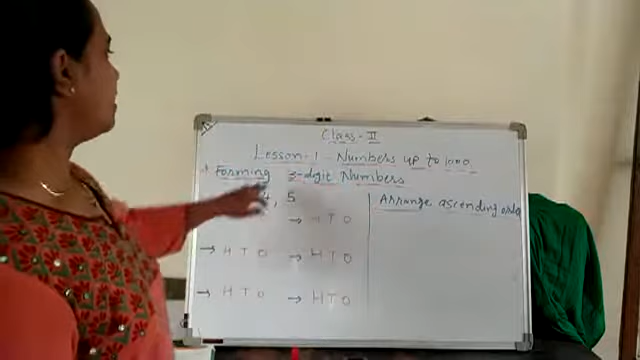 Class - II
Lesson - 1 Numbers up to 1000.
Forming 3-digit Numbers
, 5
Arrange ascending order
→ H T O
→ H T O → H T O
→ H T O → H T O